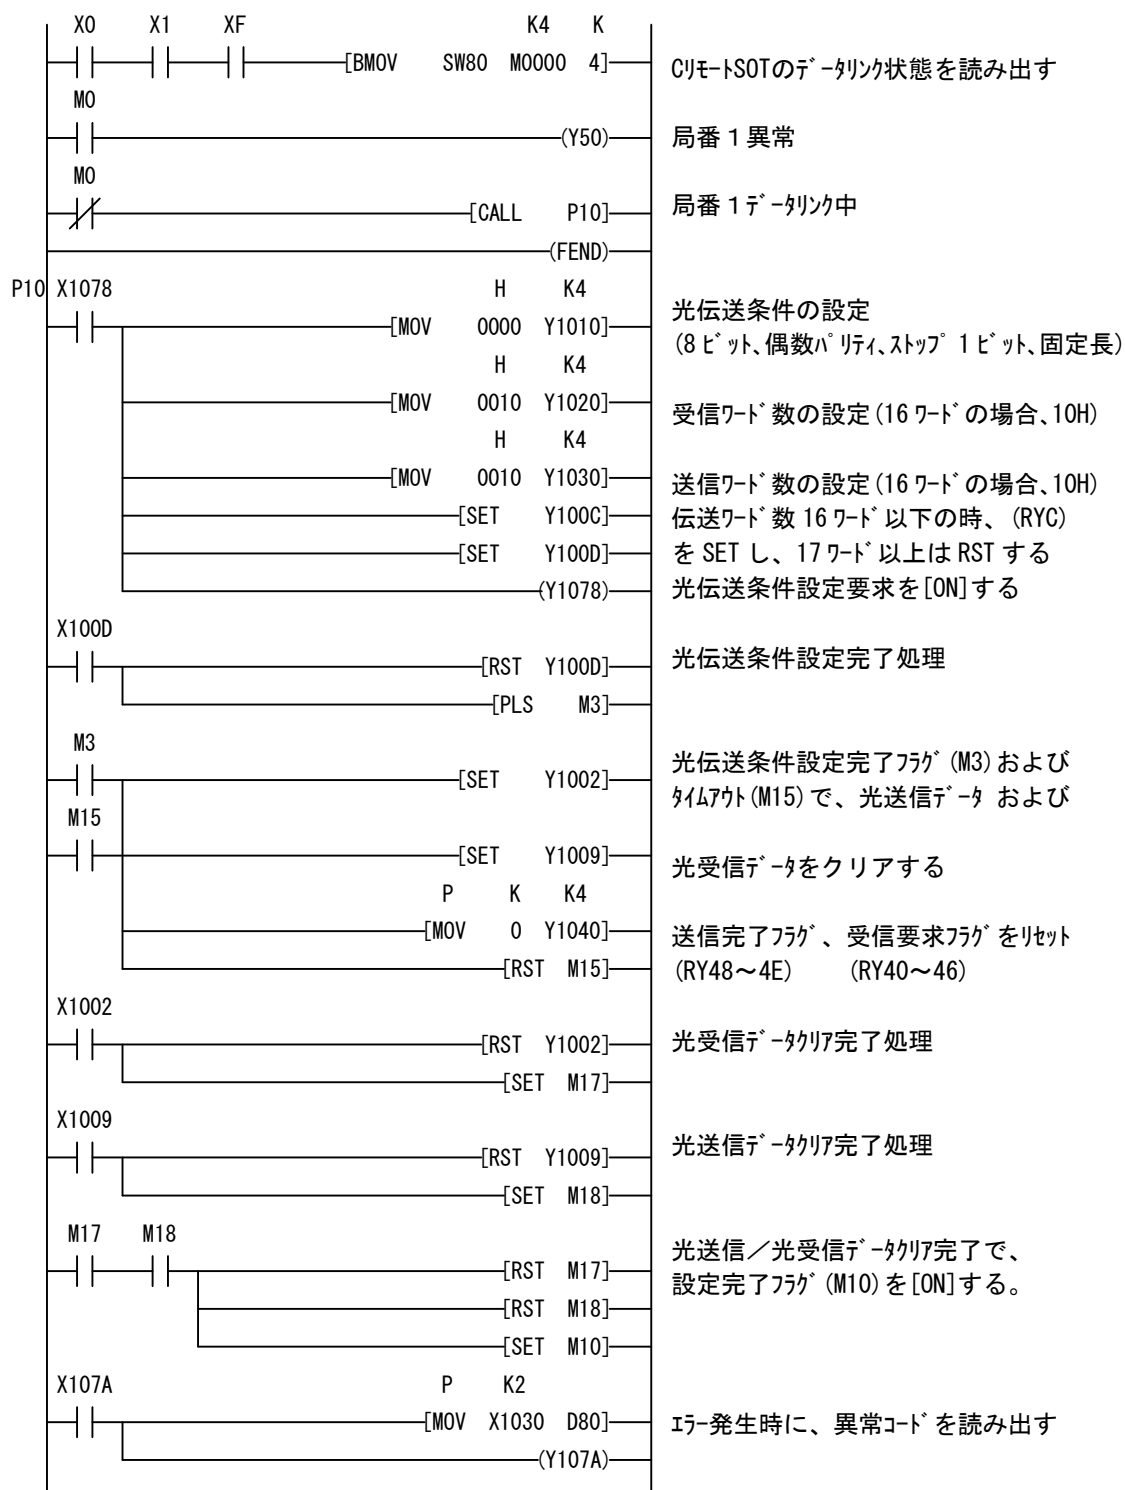 X0 X1 XF K4 K
[BMOV SW80 M0000 4] CﾘﾓｰﾄSOTのﾃﾞｰﾀﾘﾝｸ状態を読み出す
M0
(Y50) 局番１異常
M0
[CALL P10] 局番１ﾃﾞｰﾀﾘﾝｸ中
(FEND)
P10 X1078 H K4
[MOV 0000 Y1010] 光伝送条件の設定
(8ﾋﾞｯﾄ、偶数ﾊﾟﾘﾃｨ、ｽﾄｯﾌﾟ1ﾋﾞｯﾄ、固定長)
H K4
[MOV 0010 Y1020] 受信ﾜｰﾄﾞ数の設定(16ﾜｰﾄﾞの場合、10H)
H K4
[MOV 0010 Y1030] 送信ﾜｰﾄﾞ数の設定(16ﾜｰﾄﾞの場合、10H)
[SET Y100C] 伝送ﾜｰﾄﾞ数16ﾜｰﾄﾞ以下の時、(RYC)
[SET Y100D] をSETし、17ﾜｰﾄﾞ以上はRSTする
(Y1078) 光伝送条件設定要求を[ON]する
X100D
[RST Y100D] 光伝送条件設定完了処理
[PLS M3]
M3
[SET Y1002] 光伝送条件設定完了ﾌﾗｸﾞ(M3)および
ﾀｲﾑｱｳﾄ(M15)で、光送信ﾃﾞｰﾀ および
M15
[SET Y1009] 光受信ﾃﾞｰﾀをクリアする
P K K4
[MOV 0 Y1040] 送信完了ﾌﾗｸﾞ、受信要求ﾌﾗｸﾞをﾘｾｯﾄ
[RST M15] (RY48～4E) (RY40～46)
X1002
[RST Y1002] 光受信ﾃﾞｰﾀｸﾘｱ完了処理
[SET M17]
X1009
[RST Y1009] 光送信ﾃﾞｰﾀｸﾘｱ完了処理
[SET M18]
M17 M18
[RST M17] 光送信／光受信ﾃﾞｰﾀｸﾘｱ完了で、
設定完了ﾌﾗｸﾞ(M10)を[ON]する。
[RST M18]
[SET M10]
X107A P K2
[MOV X1030 D80] ｴﾗｰ発生時に、異常ｺｰﾄﾞを読み出す
(Y107A)